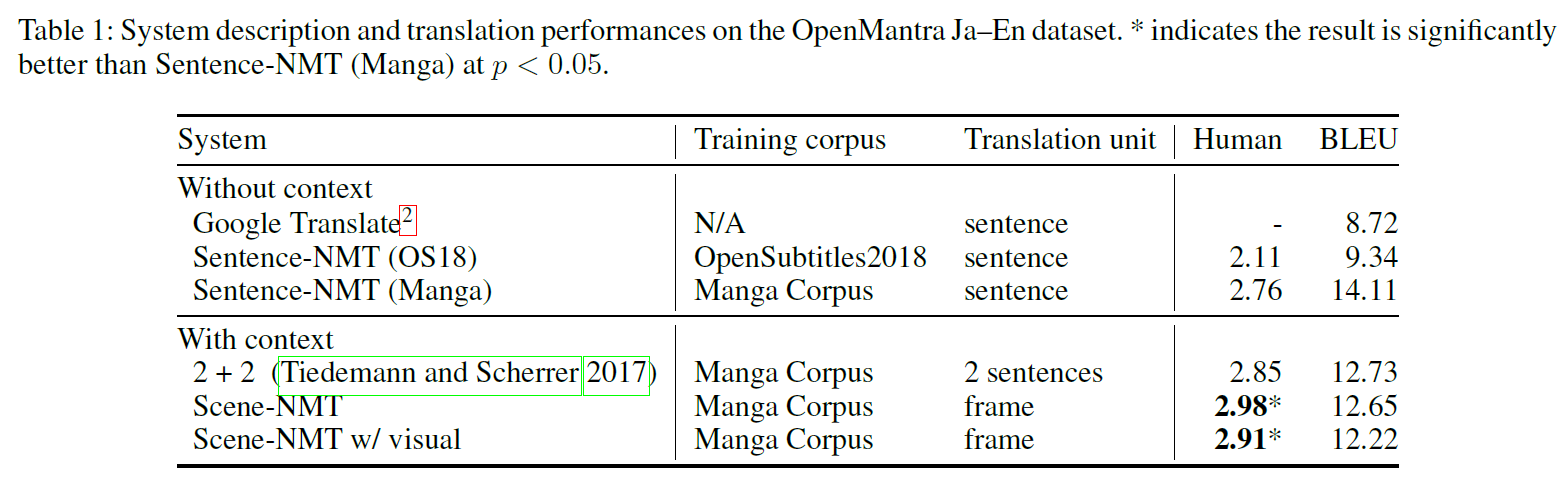 Table 1: System description and translation performances on the OpenMantra Ja–En dataset. * indicates the result is significantly
better than Sentence-NMT (Manga) at p < 0.05.
System Training corpus Translation unit Human BLEU
Without context
Google Translate2 N/A sentence - 8.72
Sentence-NMT (OS18) OpenSubtitles2018 sentence 2.11 9.34
Sentence-NMT (Manga) Manga Corpus sentence 2.76 14.11
With context
2 + 2 (Tiedemann and Scherrer 2017) Manga Corpus 2 sentences 2.85 12.73
Scene-NMT Manga Corpus frame 2.98* 12.65
Scene-NMT w/ visual Manga Corpus frame 2.91* 12.22